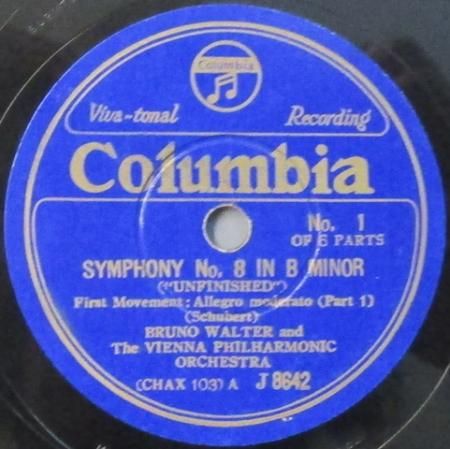 Columbia
Viva-tonal Recording
Columbia
No. 1
OF 6 PARTS
SYMPHONY No. 8 IN B MINOR
("UNFINISHED")
First Movement: Allegro moderato (Part 1)
(Schubert)
BRUNO WALTER and
The VIENNA PHILHARMONIC
ORCHESTRA
(CHAX 103) A J 8642